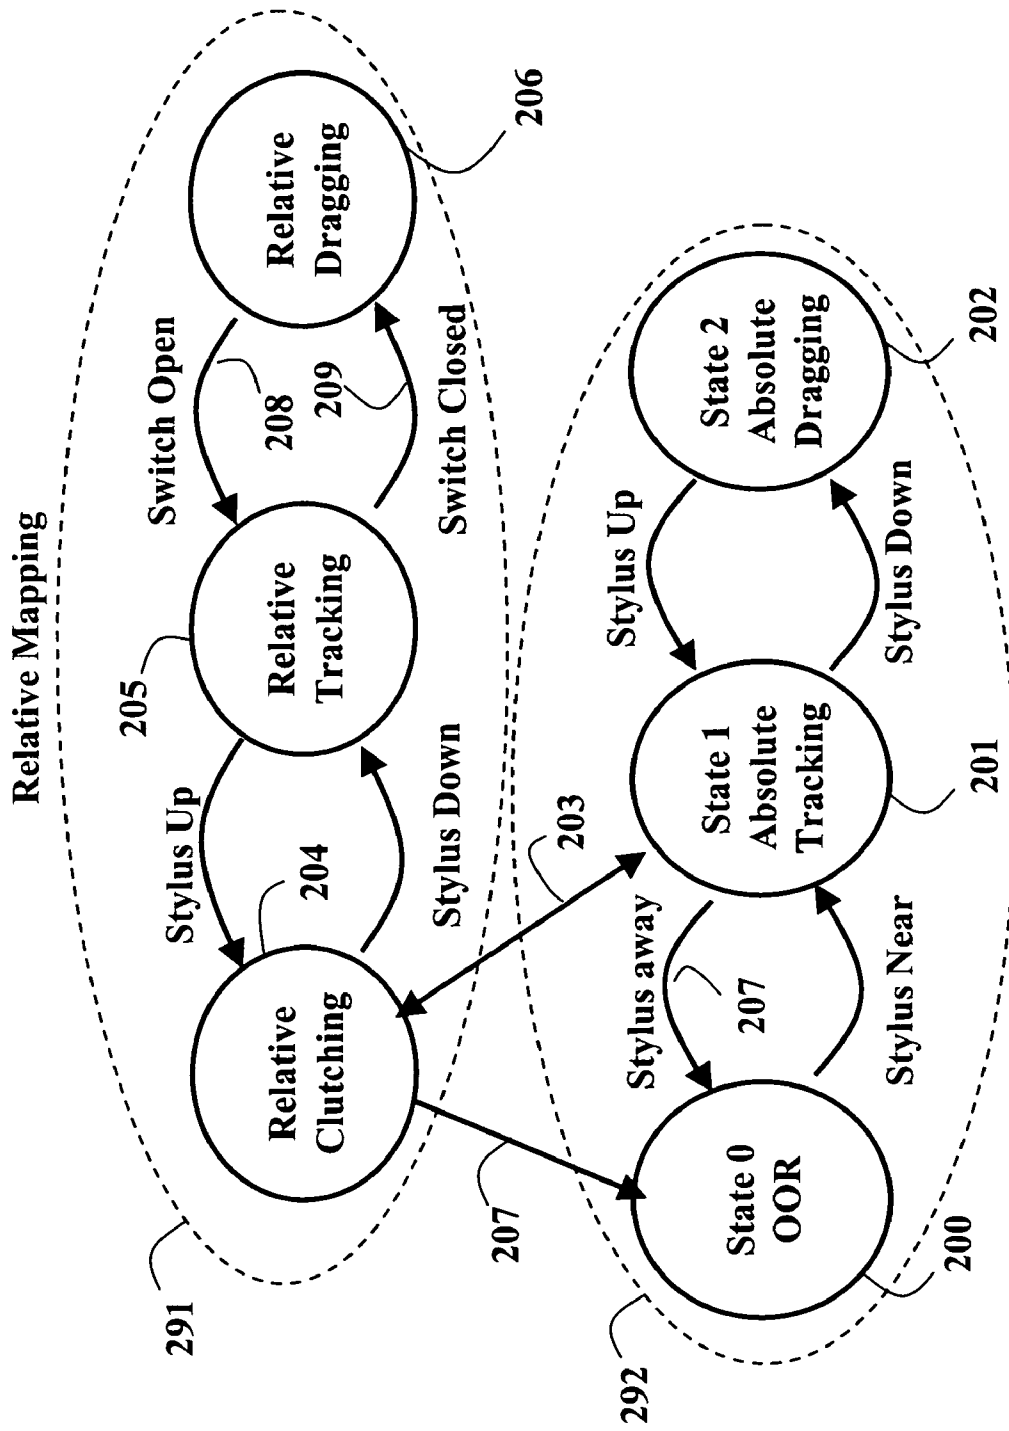 Relative Mapping
291
Stylus Up
205
Switch Open
Relative
Clutching
204
Relative
Tracking
208
209
Relative
Dragging
206
Stylus Down
Switch Closed
207
203
292
Stylus away
207
Stylus Up
State 0
OOR
State 1
Absolute
Tracking
State 2
Absolute
Dragging
Stylus Near
Stylus Down
200
201
202